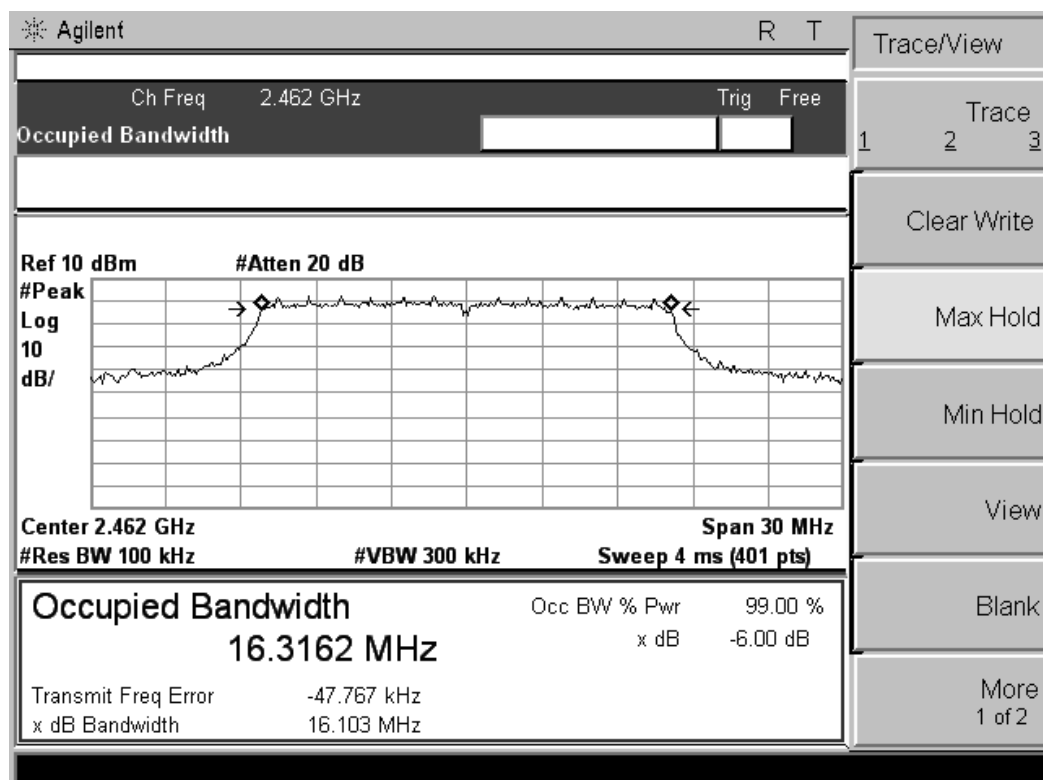 Agilent R T
Ch Freq 2.462 GHz Trig Free
Occupied Bandwidth
Ref 10 dBm #Atten 20 dB
#Peak
Log
10
dB/
Center 2.462 GHz Span 30 MHz
#Res BW 100 kHz #VBW 300 kHz Sweep 4 ms (401 pts)
Occupied Bandwidth Occ BW % Pwr 99.00 %
16.3162 MHz x dB -6.00 dB
Transmit Freq Error -47.767 kHz
x dB Bandwidth 16.103 MHz
Trace/View
Trace
1 2 3
Clear Write
Max Hold
Min Hold
View
Blank
More
1 of 2